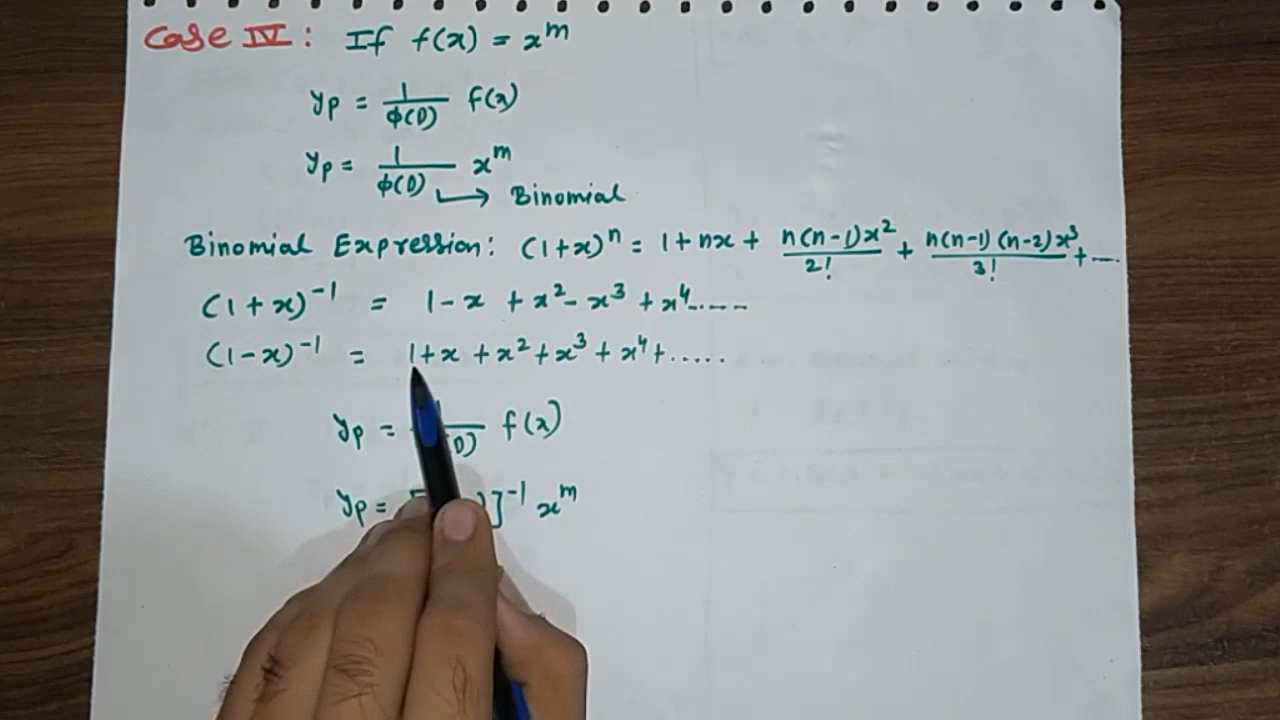 Case IV: If f(x) = x^m
yp = 1/ϕ(D) f(x)
yp = 1/ϕ(D) x^m
↳ Binomial
Binomial Expression: (1+x)^n = 1+nx+ n(n-1)x²/2! + n(n-1)(n-2)x³/3! +....
(1+x)^-1 = 1-x+x²-x³+x⁴.....
(1-x)^-1 = 1+x+x²+x³+x⁴+.....
yp = D) f(x)
yp = [ )]^-1 x^m